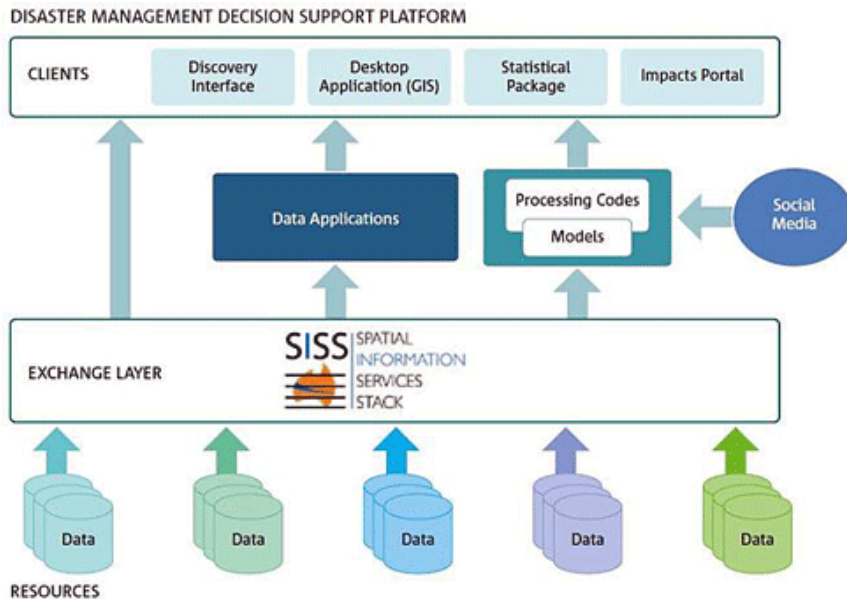 DISASTER MANAGEMENT DECISION SUPPORT PLATFORM
CLIENTS
Discovery
Interface
Desktop
Application (GIS)
Statistical
Package
Impacts Portal
Data Applications
Processing Codes
Models
Social
Media
EXCHANGE LAYER
SISS
SPATIAL
INFORMATION
SERVICES
STACK
Data
Data
Data
Data
Data
RESOURCES